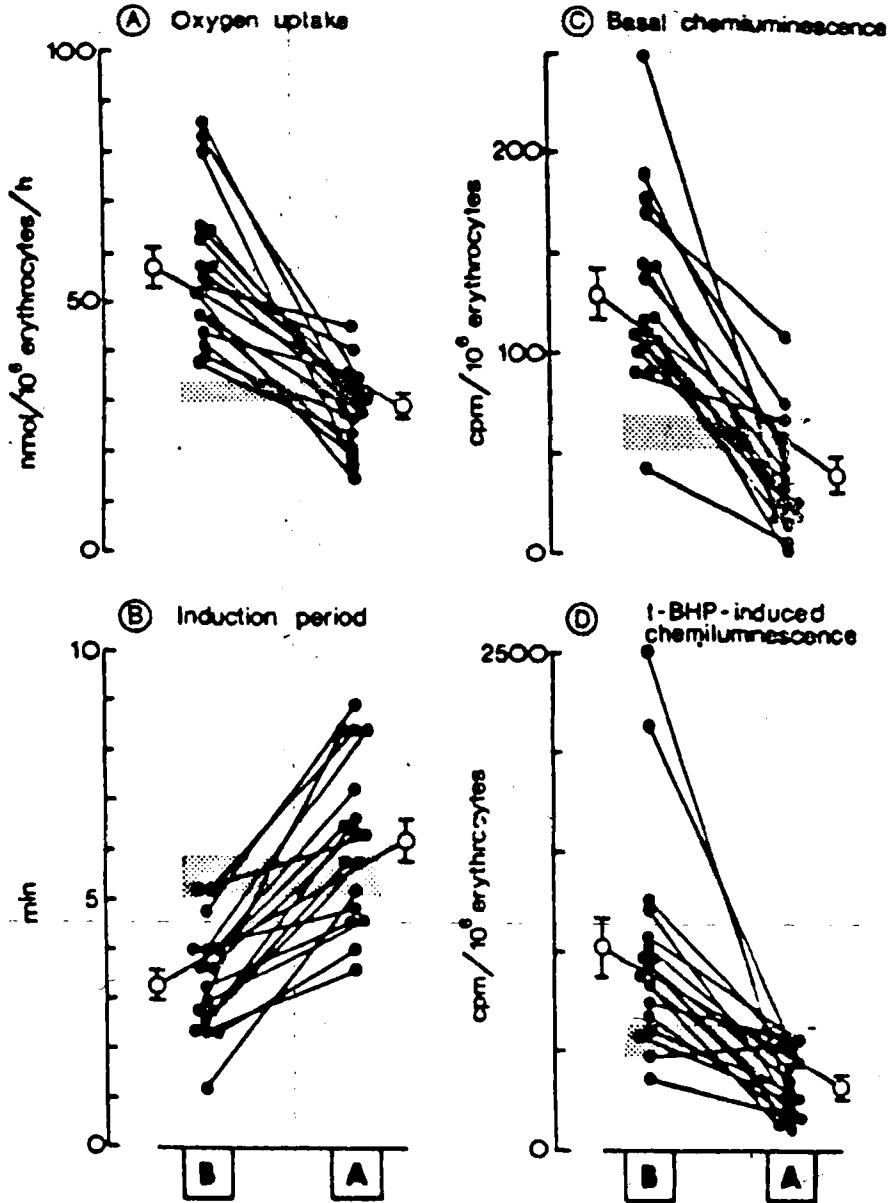 A Oxygen uptake
100
50
0
nmol/10⁶ erythrocytes/h
C Basal chemiluminescence
200
100
0
cpm/10⁶ erythrocytes
B Induction period
10
5
0
min
B
A
D t-BHP-induced
chemiluminescence
2500
0
cpm/10⁶ erythrocytes
B
A